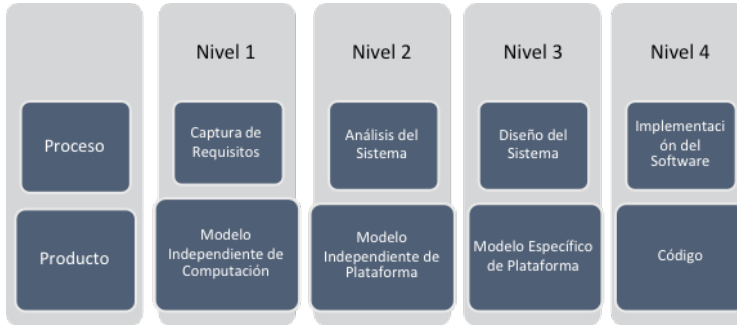 Nivel 1
Nivel 2
Nivel 3
Nivel 4
Proceso
Captura de
Requisitos
Análisis del
Sistema
Diseño del
Sistema
Implementaci
ón del
Software
Producto
Modelo
Independiente de
Computación
Modelo
Independiente de
Plataforma
Modelo Específico
de Plataforma
Código